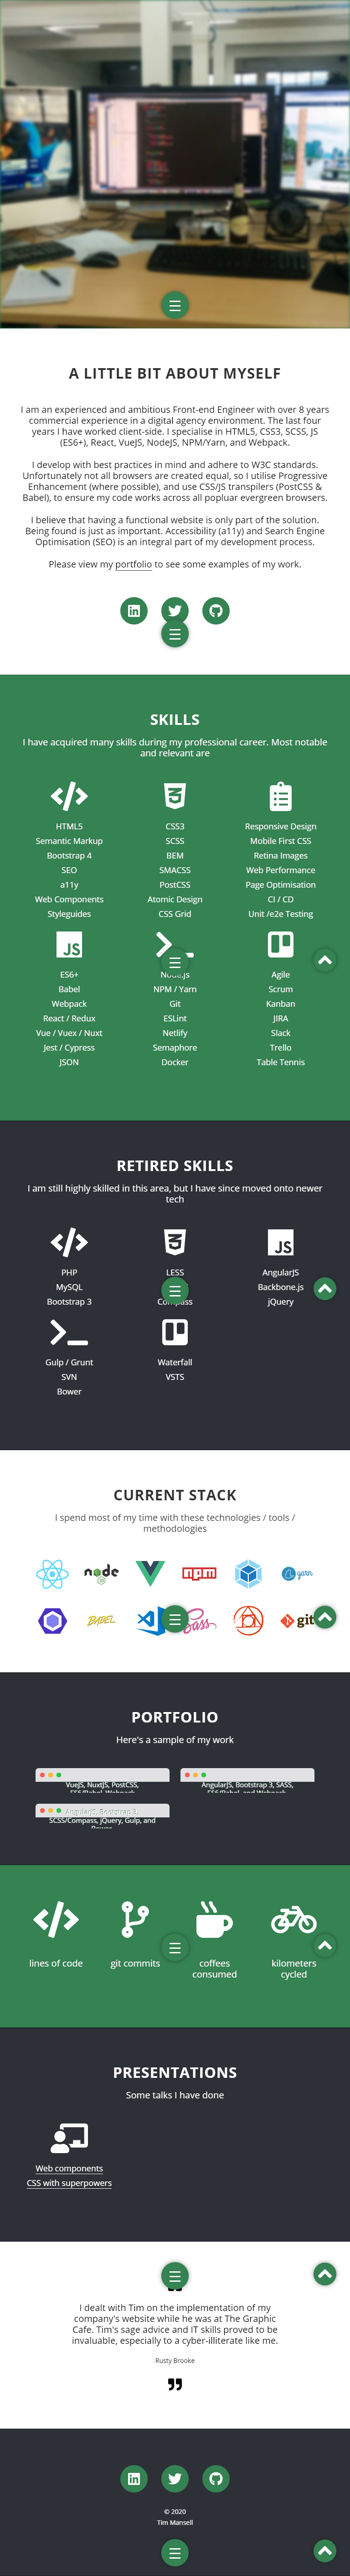 A LITTLE BIT ABOUT MYSELF
I am an experienced and ambitious Front-end Engineer with over 8 years
commercial experience in a digital agency environment. The last four
years I have worked client-side. I specialise in HTML5, CSS3, SCSS, JS
(ES6+), React, VueJS, NodeJS, NPM/Yarn, and Webpack.
I develop with best practices in mind and adhere to W3C standards.
Unfortunately not all browsers are created equal, so I utilise Progressive
Enhancement (where possible), and use CSS/JS transpilers (PostCSS &
Babel), to ensure my code works across all popluar evergreen browsers.
I believe that having a functional website is only part of the solution.
Being found is just as important. Accessibility (a11y) and Search Engine
Optimisation (SEO) is an integral part of my development process.
Please view my portfolio to see some examples of my work.
SKILLS
I have acquired many skills during my professional career. Most notable
and relevant are
HTML5
Semantic Markup
Bootstrap 4
SEO
a11y
Web Components
Styleguides
CSS3
SCSS
BEM
SMACSS
PostCSS
Atomic Design
CSS Grid
Responsive Design
Mobile First CSS
Retina Images
Web Performance
Page Optimisation
CI / CD
Unit /e2e Testing
JS
ES6+
Babel
Webpack
React / Redux
Vue / Vuex / Nuxt
Jest / Cypress
JSON
Node.js
NPM / Yarn
Git
ESLint
Netlify
Semaphore
Docker
Agile
Scrum
Kanban
JIRA
Slack
Trello
Table Tennis
RETIRED SKILLS
I am still highly skilled in this area, but I have since moved onto newer
tech
PHP
MySQL
Bootstrap 3
LESS
Compass
JS
AngularJS
Backbone.js
jQuery
Gulp / Grunt
SVN
Bower
Waterfall
VSTS
CURRENT STACK
I spend most of my time with these technologies / tools /
methodologies
node
JS
npm
yarn
BABEL
Sass
git
PORTFOLIO
Here's a sample of my work
VueJS, NuxtJS, PostCSS,
ES6/Babel, Webpack
AngularJS, Bootstrap 3, SASS,
ES6/Babel, and Webpack
AngularJS, Bootstrap 3,
SCSS/Compass, jQuery, Gulp, and
Bower
lines of code
git commits
coffees
consumed
kilometers
cycled
PRESENTATIONS
Some talks I have done
Web components
CSS with superpowers
I dealt with Tim on the implementation of my
company's website while he was at The Graphic
Cafe. Tim's sage advice and IT skills proved to be
invaluable, especially to a cyber-illiterate like me.
Rusty Brooke
© 2020
Tim Mansell